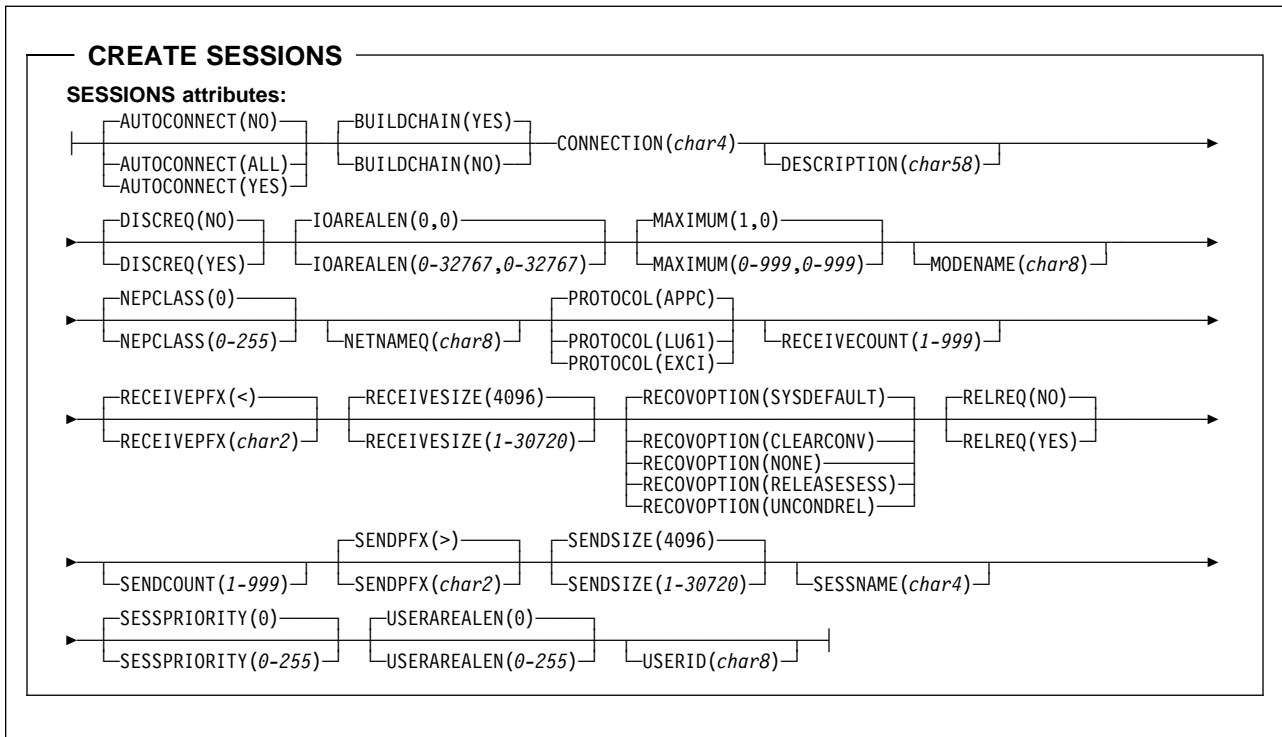 CREATE SESSIONS
SESSIONS attributes:
AUTOCONNECT(NO) BUILDCHAIN(YES)
CONNECTION(char4)
AUTOCONNECT(ALL) BUILDCHAIN(NO) DESCRIPTION(char58)
AUTOCONNECT(YES)
DISCREQ(NO) IOAREALEN(0,0) MAXIMUM(1,0)
DISCREQ(YES) IOAREALEN(0-32767,0-32767) MAXIMUM(0-999,0-999) MODENAME(char8)
NEPCLASS(0) PROTOCOL(APPC)
NEPCLASS(0-255) NETNAMEQ(char8) PROTOCOL(LU61) RECEIVECOUNT(1-999)
PROTOCOL(EXCI)
RECEIVEPFX(<) RECEIVESIZE(4096) RECOVOPTION(SYSDEFAULT) RELREQ(NO)
RECEIVEPFX(char2) RECEIVESIZE(1-30720) RECOVOPTION(CLEARCONV) RELREQ(YES)
RECOVOPTION(NONE)
RECOVOPTION(RELEASESESS)
RECOVOPTION(UNCONDREL)
SENDPFX(>) SENDSIZE(4096)
SENDCOUNT(1-999) SENDPFX(char2) SENDSIZE(1-30720) SESSNAME(char4)
SESSPRIORITY(0) USERAREALEN(0)
SESSPRIORITY(0-255) USERAREALEN(0-255) USERID(char8)